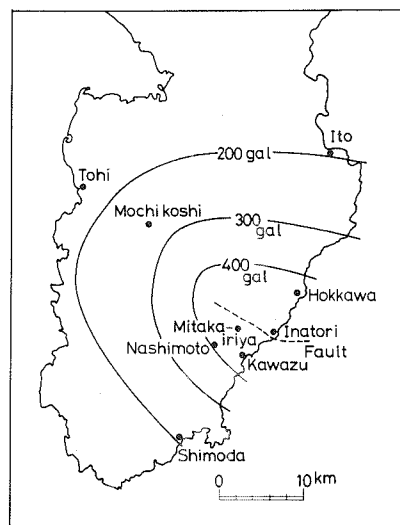 Ito
200 gal
Tohi
Mochi koshi
300
gal
400
gal
Hokkawa
Mitaka-
iriya
Inatori
Nashimoto
Fault
Kawazu
Shimoda
0 10 km